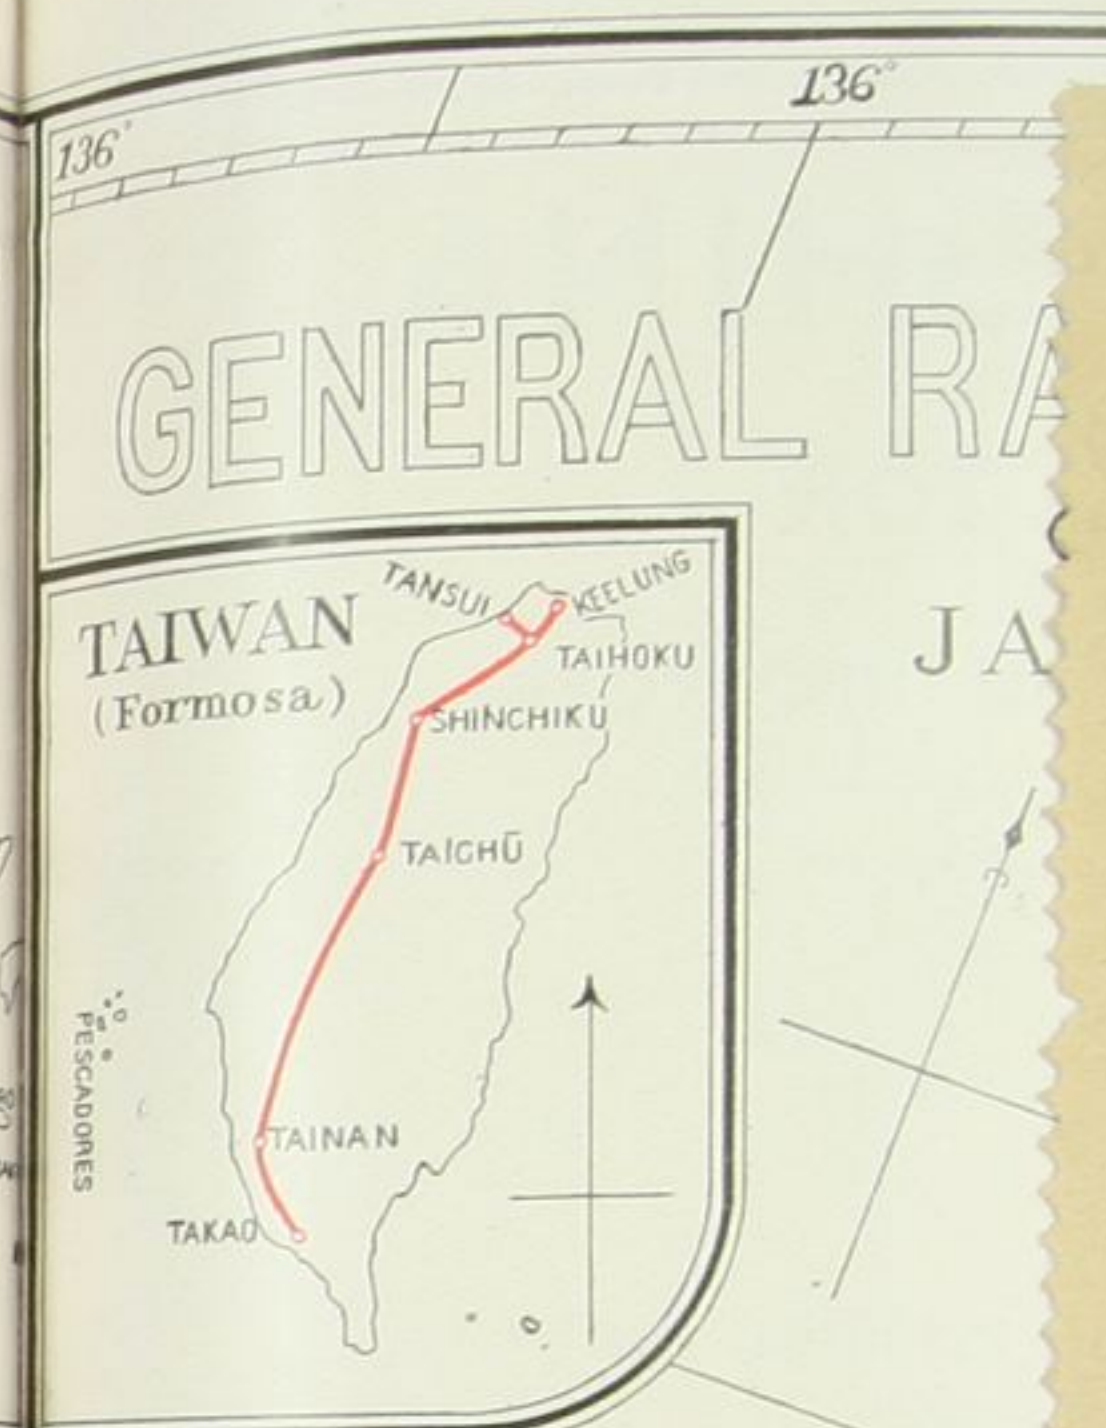 136°
136°
GENERAL RA
JA
TAIWAN
(Formosa)
TANSUI
KEELUNG
TAIHOKU
SHINCHIKU
TAICHŪ
PESCADORES
TAINAN
TAKAO